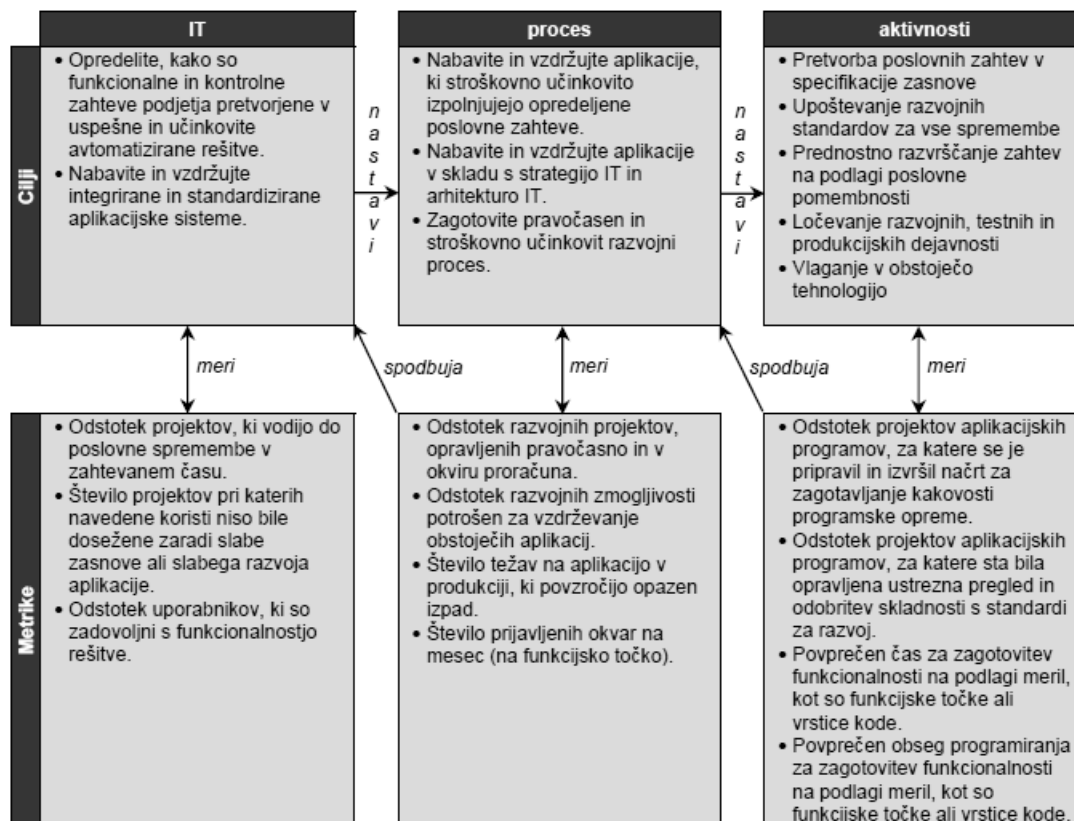 IT
proces
aktivnosti
Cilji
• Opredelite, kako so
funkcionalne in kontrolne
zahteve podjetja pretvorjene v
uspešne in učinkovite
avtomatizirane rešitve.
• Nabavite in vzdržujte
integrirane in standardizirane
aplikacijske sisteme.
nastavi
• Nabavite in vzdržujte aplikacije,
ki stroškovno učinkovito
izpolnjujejo opredeljene
poslovne zahteve.
• Nabavite in vzdržujte aplikacije
v skladu s strategijo IT in
arhitekturo IT.
• Zagotovite pravočasen in
stroškovno učinkovit razvojni
proces.
nastavi
• Pretvorba poslovnih zahtev v
specifikacije zasnove
• Upoštevanje razvojnih
standardov za vse spremembe
• Prednostno razvrščanje zahtev
na podlagi poslovne
pomembnosti
• Ločevanje razvojnih, testnih in
produkcijskih dejavnosti
• Vlaganje v obstoječo
tehnologijo
meri
spodbuja
meri
spodbuja
meri
Metrike
• Odstotek projektov, ki vodijo do
poslovne spremembe v
zahtevanem času.
• Število projektov pri katerih
navedene koristi niso bile
dosežene zaradi slabe
zasnove ali slabega razvoja
aplikacije.
• Odstotek uporabnikov, ki so
zadovoljni s funkcionalnostjo
rešitve.
• Odstotek razvojnih projektov,
opravljenih pravočasno in v
okviru proračuna.
• Odstotek razvojnih zmogljivosti
potrošen za vzdrževanje
obstoječih aplikacij.
• Število težav na aplikacijo v
produkciji, ki povzročijo opazen
izpad.
• Število prijavljenih okvar na
mesec (na funkcijsko točko).
• Odstotek projektov aplikacijskih
programov, za katere se je
pripravil in izvršil načrt za
zagotavljanje kakovosti
programske opreme.
• Odstotek projektov aplikacijskih
programov, za katere sta bila
opravljena ustrezna pregled in
odobritev skladnosti s standardi
za razvoj.
• Povprečen čas za zagotovitev
funkcionalnosti na podlagi meril,
kot so funkcijske točke ali
vrstice kode.
• Povprečen obseg programiranja
za zagotovitev funkcionalnosti
na podlagi meril, kot so
funkcijske točke ali vrstice kode.